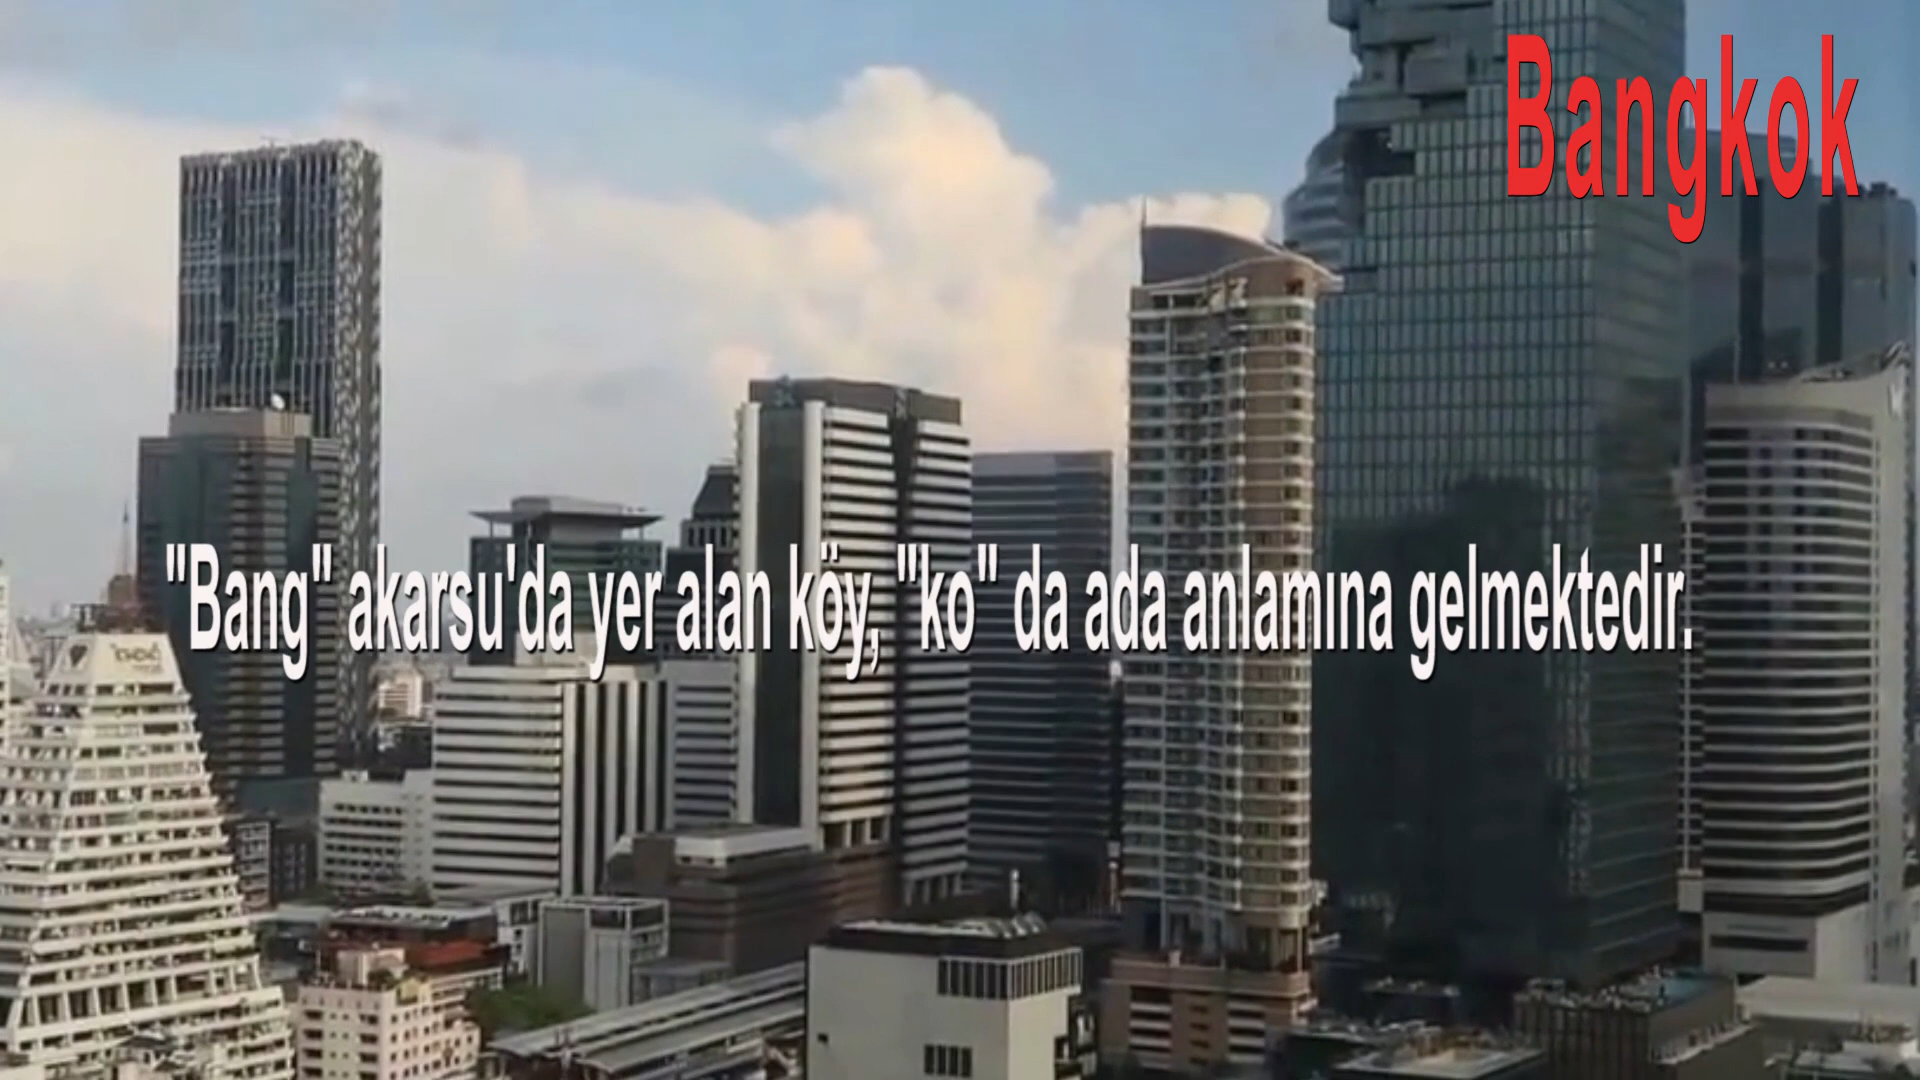 Bangkok
"Bang" akarsu'da yer alan köy, "ko" da ada anlamına gelmektedir.